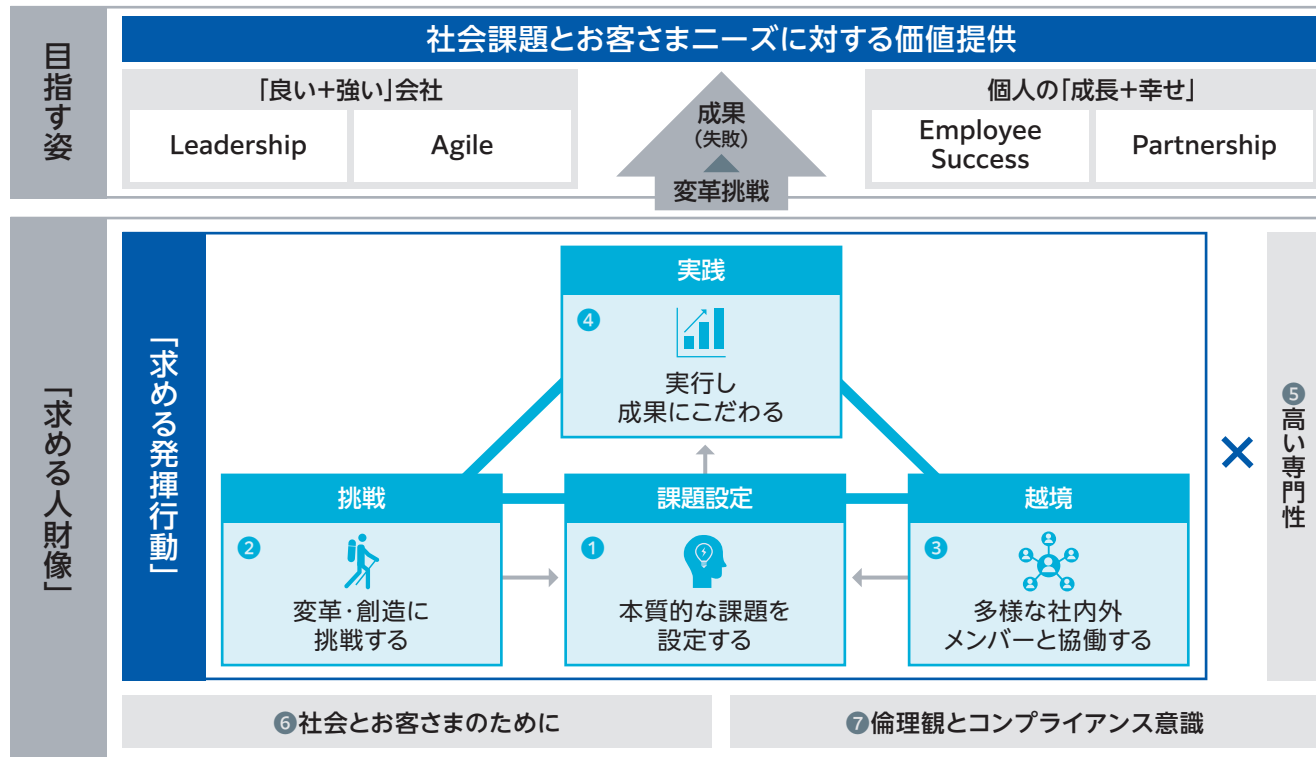 目指す姿
社会課題とお客さまニーズに対する価値提供
「良い+強い」会社
Leadership
Agile
成果
(失敗)
変革挑戦
個人の「成長+幸せ」
Employee
Success
Partnership
「求める人財像」
「求める発揮行動」
実践
❹
実行し
成果にこだわる
挑戦
❷
変革・創造に
挑戦する
課題設定
❶
本質的な課題を
設定する
越境
❸
多様な社内外
メンバーと協働する
×
❺高い専門性
❻社会とお客さまのために
❼倫理観とコンプライアンス意識